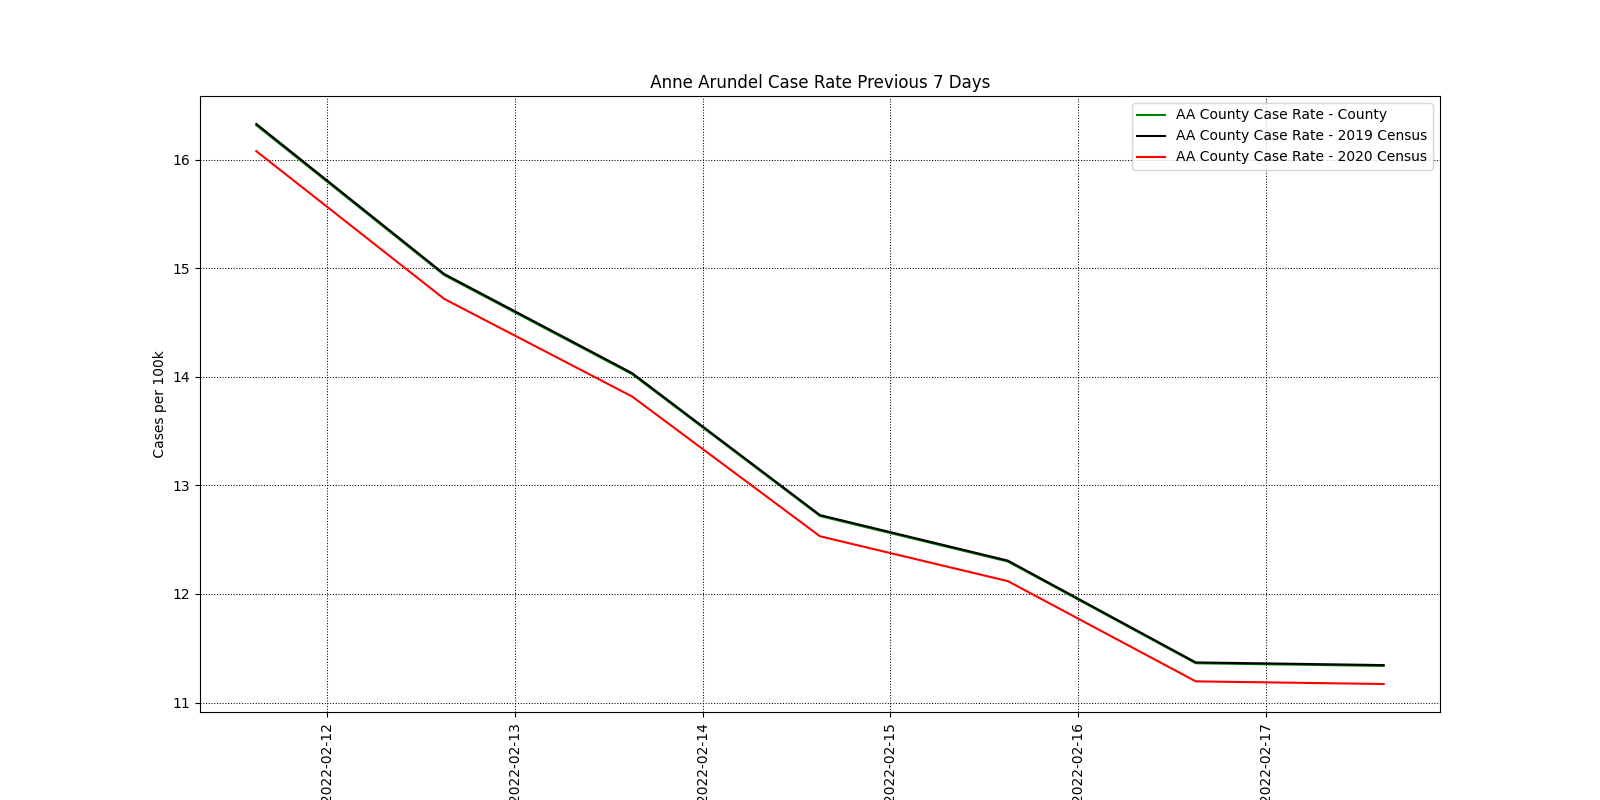 Anne Arundel Case Rate Previous 7 Days
AA County Case Rate - County
AA County Case Rate - 2019 Census
AA County Case Rate - 2020 Census
Cases per 100k
16
15
14
13
12
11
2022-02-12
2022-02-13
2022-02-14
2022-02-15
2022-02-16
2022-02-17